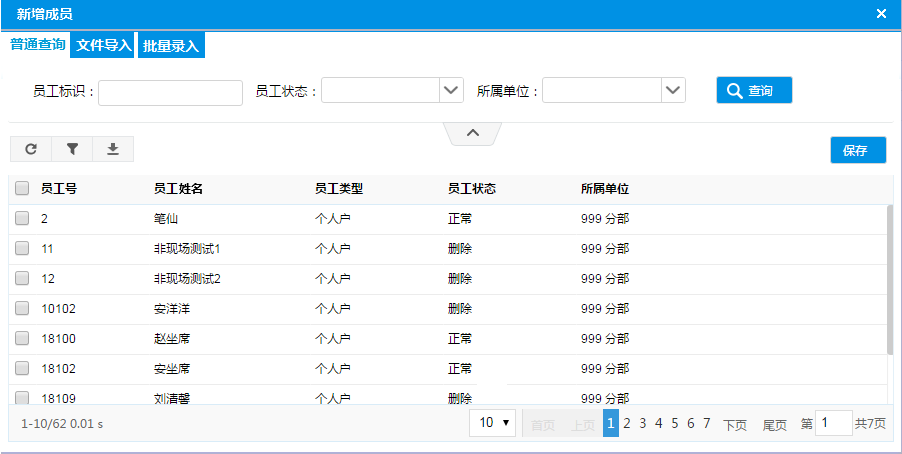 新增成员 ×
普通查询 文件导入 批量录入
员工标识： 员工状态： 所属单位： 查询
保存
员工号 员工姓名 员工类型 员工状态 所属单位
2 笔仙 个人户 正常 999 分部
11 非现场测试1 个人户 删除 999 分部
12 非现场测试2 个人户 删除 999 分部
10102 安洋洋 个人户 删除 999 分部
18100 赵坐席 个人户 正常 999 分部
18102 安坐席 个人户 正常 999 分部
18109 刘清馨 个人户 删除 999 分部
1-10/62 0.01 s 10 首页 上页 1 2 3 4 5 6 7 下页 尾页 第 1 共7页